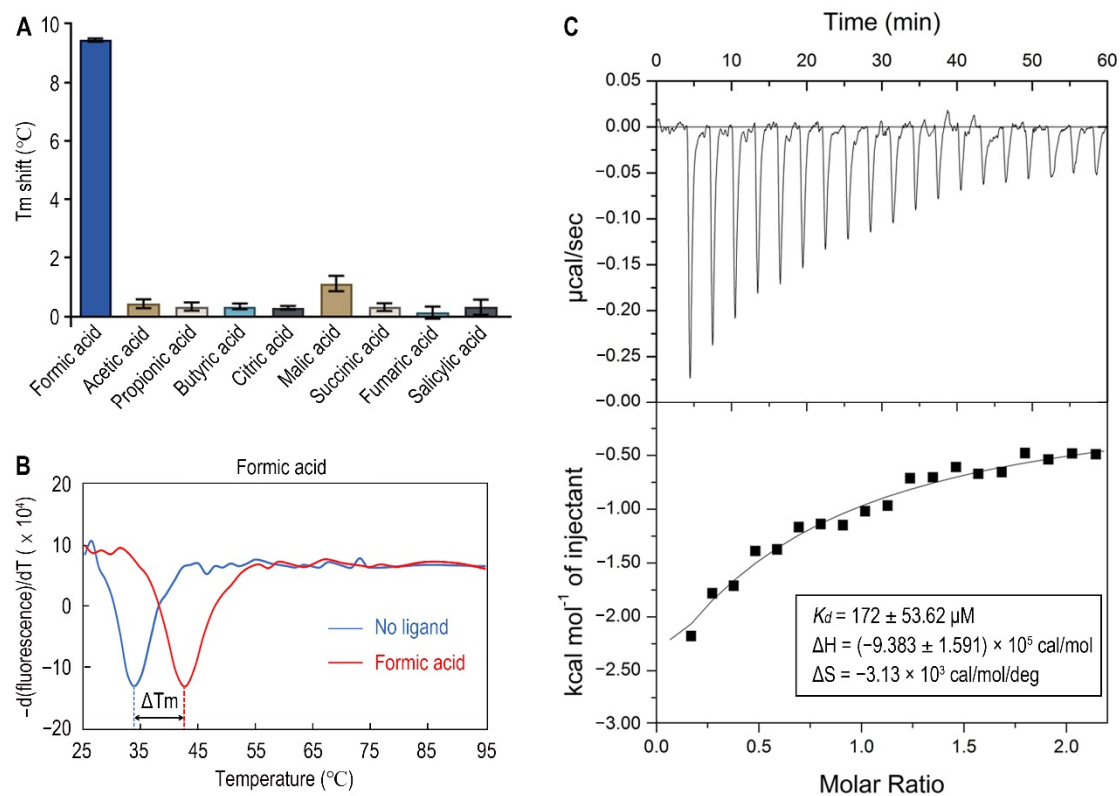 A
Tm shift (°C)
10
8
6
4
2
0
Formic acid
Acetic acid
Propionic acid
Butyric acid
Citric acid
Malic acid
Succinic acid
Fumaric acid
Salicylic acid
B
Formic acid
−d(fluorescence)/dT ( x 10⁴)
20
10
0
−10
−20
No ligand
Formic acid
ΔTm
25 35 45 55 65 75 85 95
Temperature (°C)
C
Time (min)
0 10 20 30 40 50 60
µcal/sec
0.05
0.00
−0.05
−0.10
−0.15
−0.20
−0.25
−0.00
kcal mol⁻¹ of injectant
−0.50
−1.00
−1.50
−2.00
−2.50
−3.00
Kd = 172 ± 53.62 µM
ΔH = (−9.383 ± 1.591) × 10⁵ cal/mol
ΔS = −3.13 × 10³ cal/mol/deg
0.0 0.5 1.0 1.5 2.0
Molar Ratio